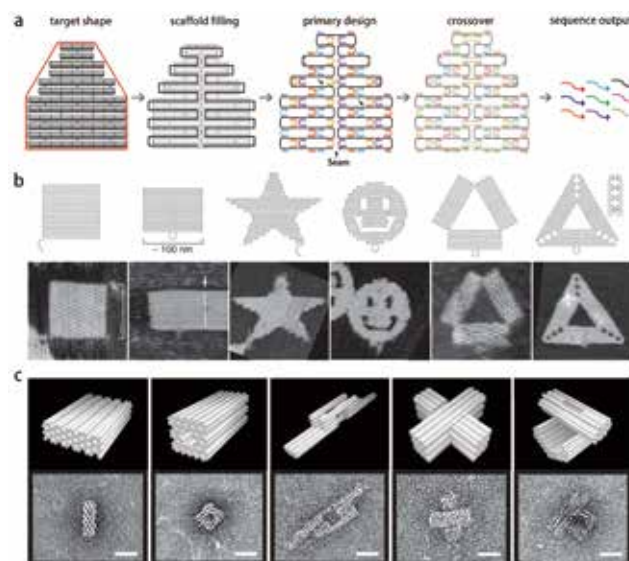 a
target shape
scaffold filling
primary design
crossover
sequence output
Seam
b
~ 100 nm
c